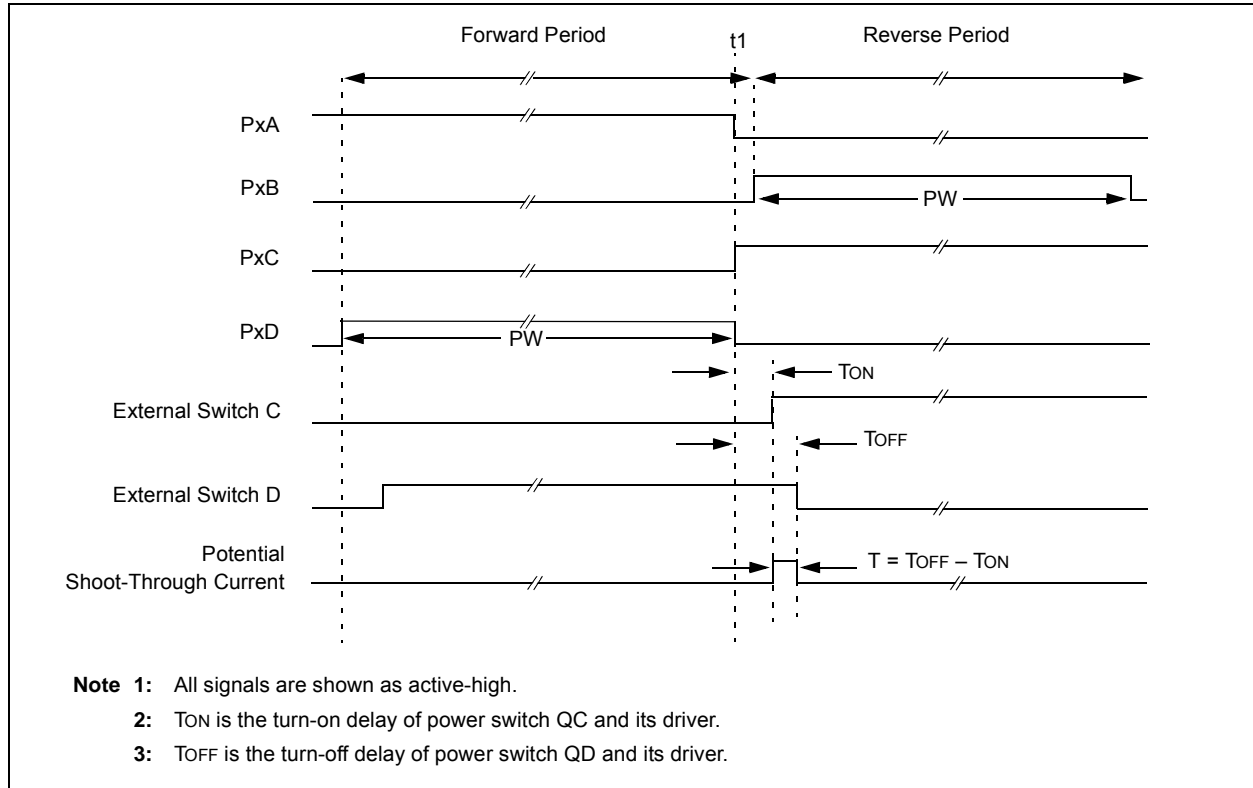 Forward Period
t1
Reverse Period
PxA
PxB
PW
PxC
PxD
PW
TON
External Switch C
TOFF
External Switch D
Potential
Shoot-Through Current
T = TOFF – TON
Note 1: All signals are shown as active-high.
2: TON is the turn-on delay of power switch QC and its driver.
3: TOFF is the turn-off delay of power switch QD and its driver.